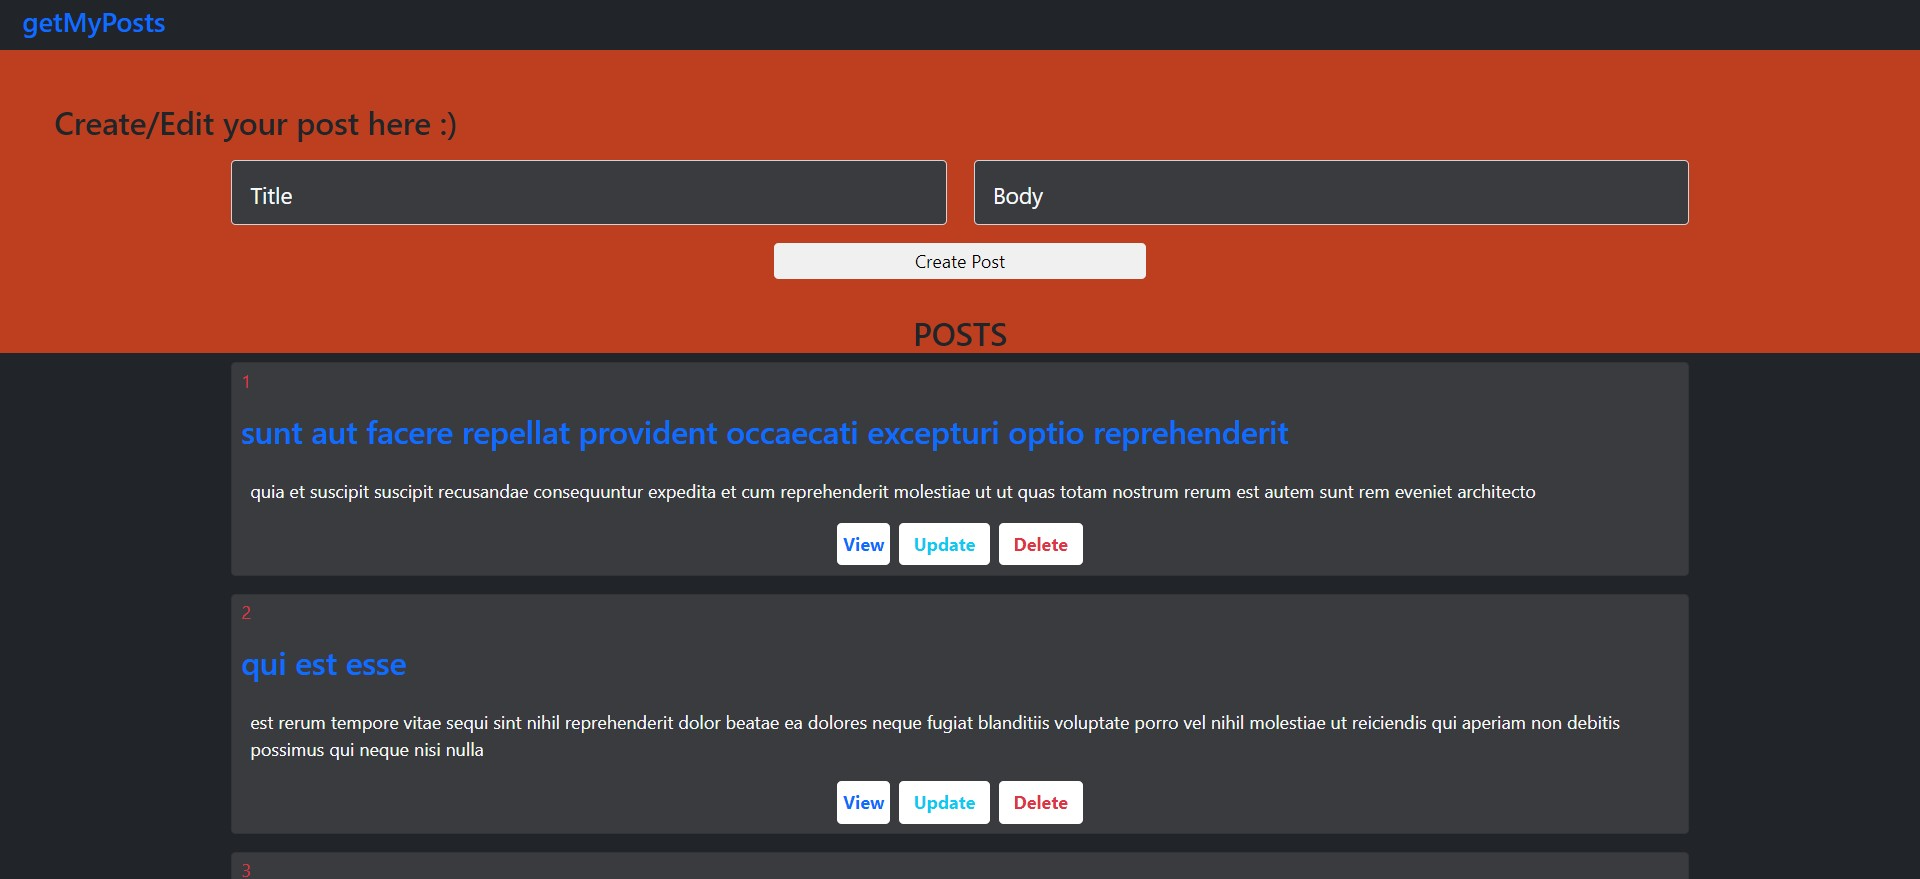 getMyPosts
Create/Edit your post here :)
Title
Body
Create Post
POSTS
1
sunt aut facere repellat provident occaecati excepturi optio reprehenderit
quia et suscipit suscipit recusandae consequuntur expedita et cum reprehenderit molestiae ut ut quas totam nostrum rerum est autem sunt rem eveniet architecto
View Update Delete
2
qui est esse
est rerum tempore vitae sequi sint nihil reprehenderit dolor beatae ea dolores neque fugiat blanditiis voluptate porro vel nihil molestiae ut reiciendis qui aperiam non debitis
possimus qui neque nisi nulla
View Update Delete
3